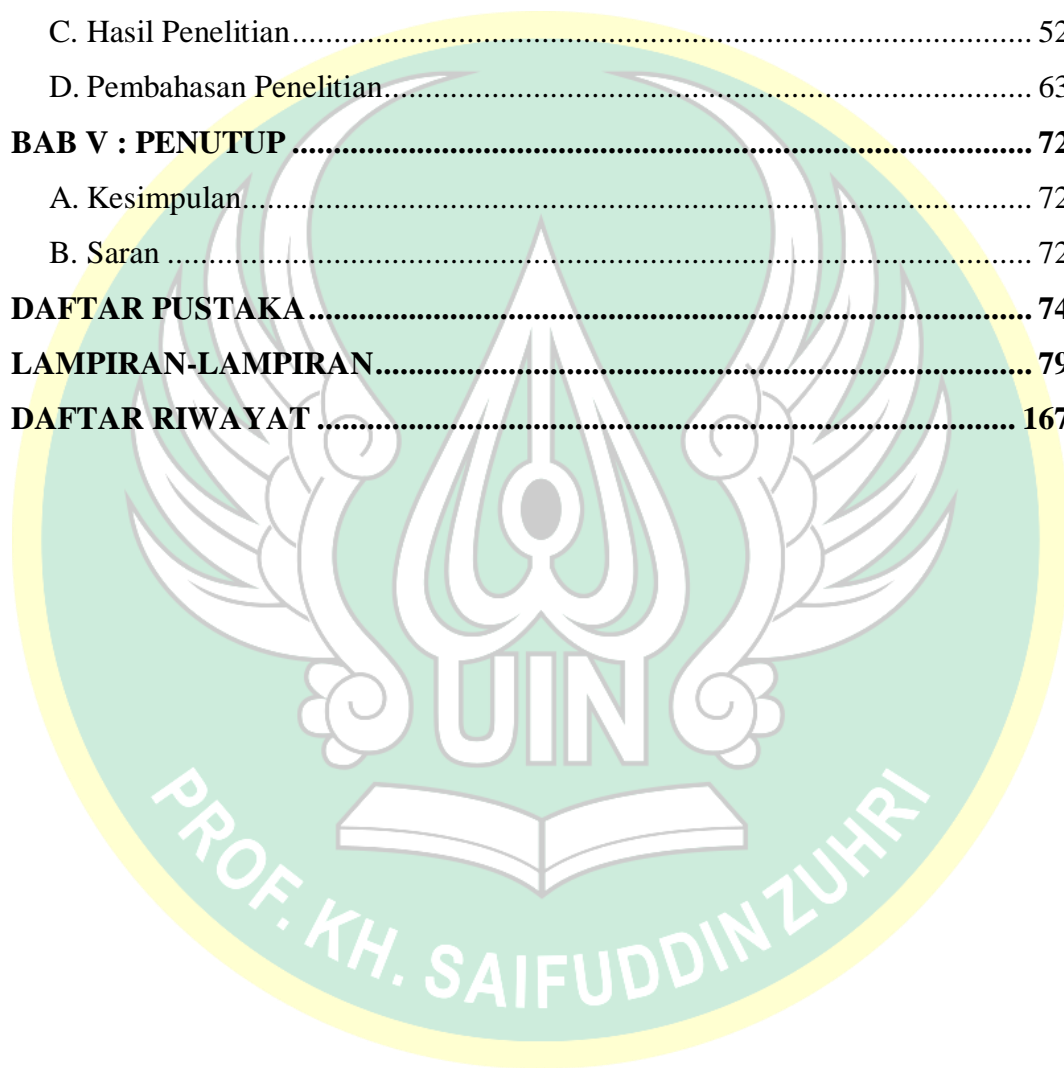 C. Hasil Penelitian.......................................................................................... 52
D. Pembahasan Penelitian............................................................................... 63
BAB V : PENUTUP .......................................................................................... 72
A. Kesimpulan................................................................................................ 72
B. Saran ......................................................................................................... 72
DAFTAR PUSTAKA ........................................................................................ 74
LAMPIRAN-LAMPIRAN................................................................................ 79
DAFTAR RIWAYAT ..................................................................................... 167
UIN
PROF. KH. SAIFUDDIN ZUHRI